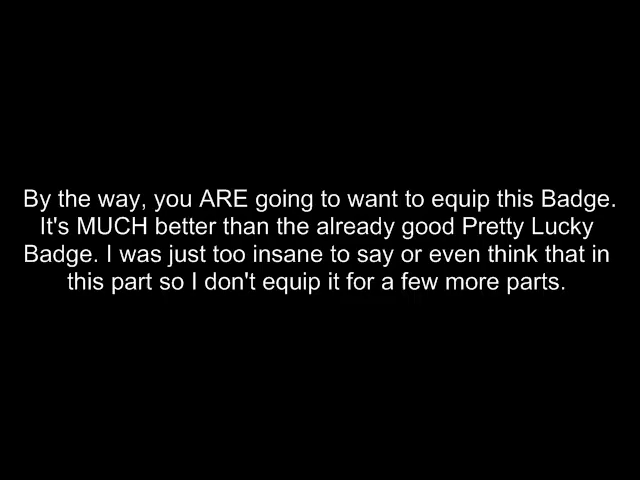 By the way, you ARE going to want to equip this Badge.
It's MUCH better than the already good Pretty Lucky
Badge. I was just too insane to say or even think that in
this part so I don't equip it for a few more parts.